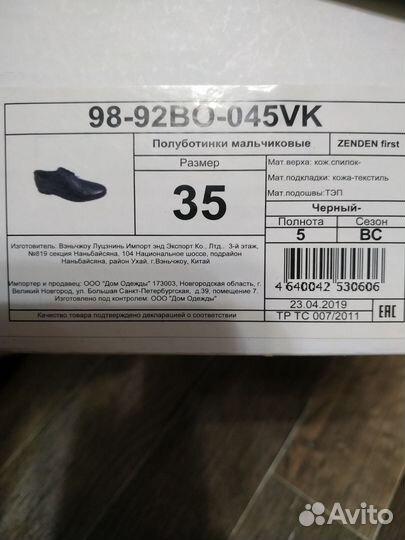 98-92BO-045VK
Полуботинки мальчиковые
ZENDEN first
Размер
35
Мат.верха: кож.спилок-
Мат.подкладки: кожа-текстиль
Мат.подошвы:ТЭП
Черный-
Полнота
Сезон
5
ВС
Изготовитель: Вэньчжоу Луцзнинь Импорт энд Экспорт Ко., Лтд., 3-й этаж,
№819 секция Наньбайсяна, 104 Национальное шоссе, подрайон
Наньбайсяна, район Ухай, г.Вэньчжоу, Китай
Импортер и продавец: ООО "Дом Одежды" 173003, Новгородская область, г.
Великий Новгород, ул. Большая Санкт-Петербургская, д.39, помещение 7.
Изготовлено под контролем: ООО "Дом Одежды"
4 640042 530606
23.04.2019
Качество товара подтверждено декларацией о соответствии
ТР ТС 007/2011
EAC
Avito